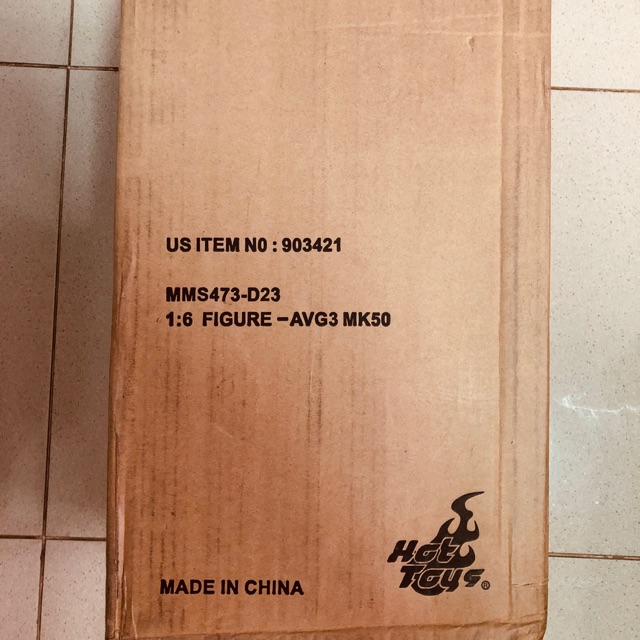 US ITEM N0 : 903421
MMS473-D23
1:6 FIGURE –AVG3 MK50
Hot
Toys®
MADE IN CHINA